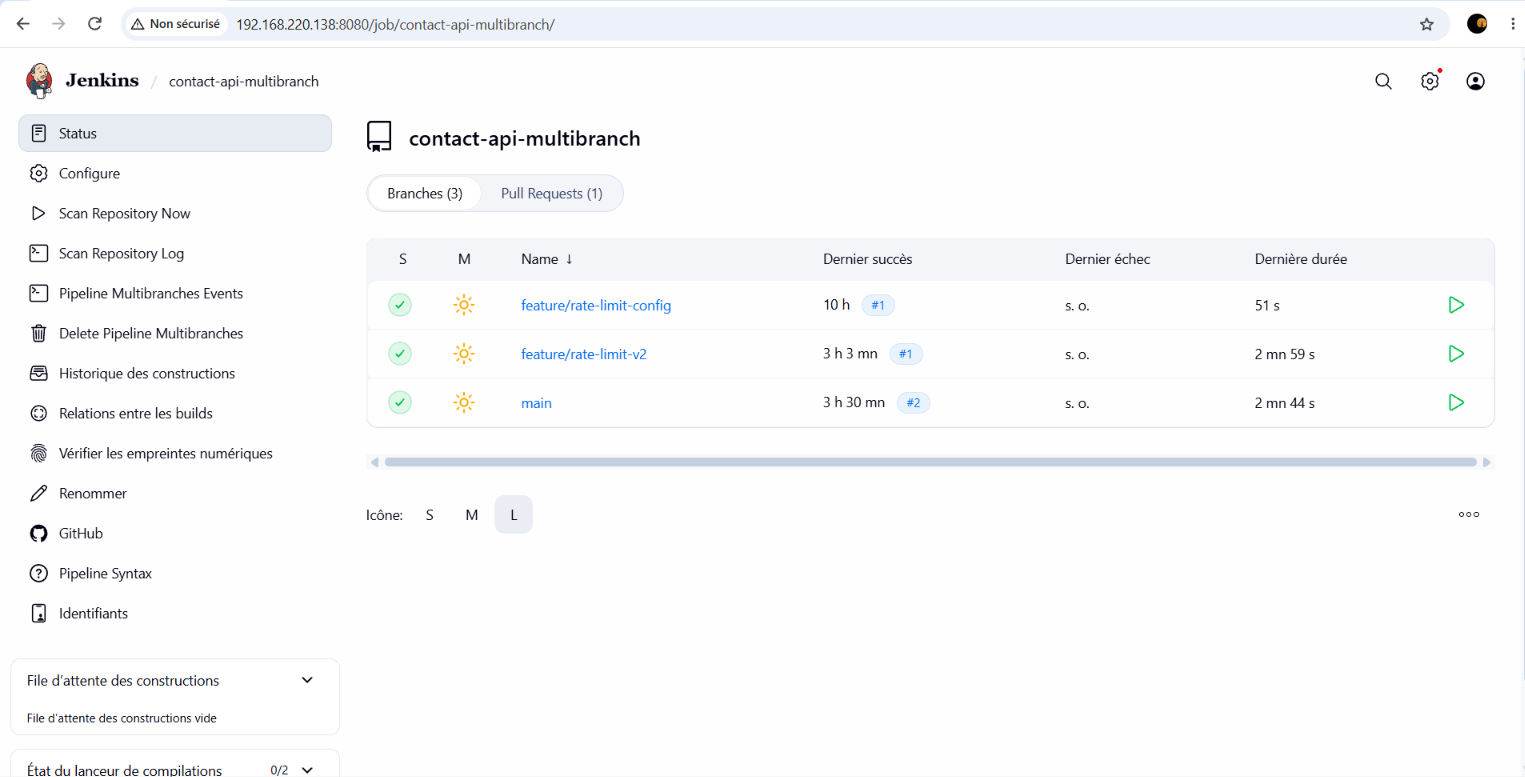 Non sécurisé 192.168.220.138:8080/job/contact-api-multibranch/
Jenkins / contact-api-multibranch
Status
Configure
Scan Repository Now
Scan Repository Log
Pipeline Multibranches Events
Delete Pipeline Multibranches
Historique des constructions
Relations entre les builds
Vérifier les empreintes numériques
Renommer
GitHub
Pipeline Syntax
Identifiants
File d'attente des constructions
File d'attente des constructions vide
État du lanceur de compilations 0/2
contact-api-multibranch
Branches (3) Pull Requests (1)
S M Name ↓ Dernier succès Dernier échec Dernière durée
feature/rate-limit-config 10 h #1 s. o. 51 s
feature/rate-limit-v2 3 h 3 mn #1 s. o. 2 mn 59 s
main 3 h 30 mn #2 s. o. 2 mn 44 s
Icône: S M L